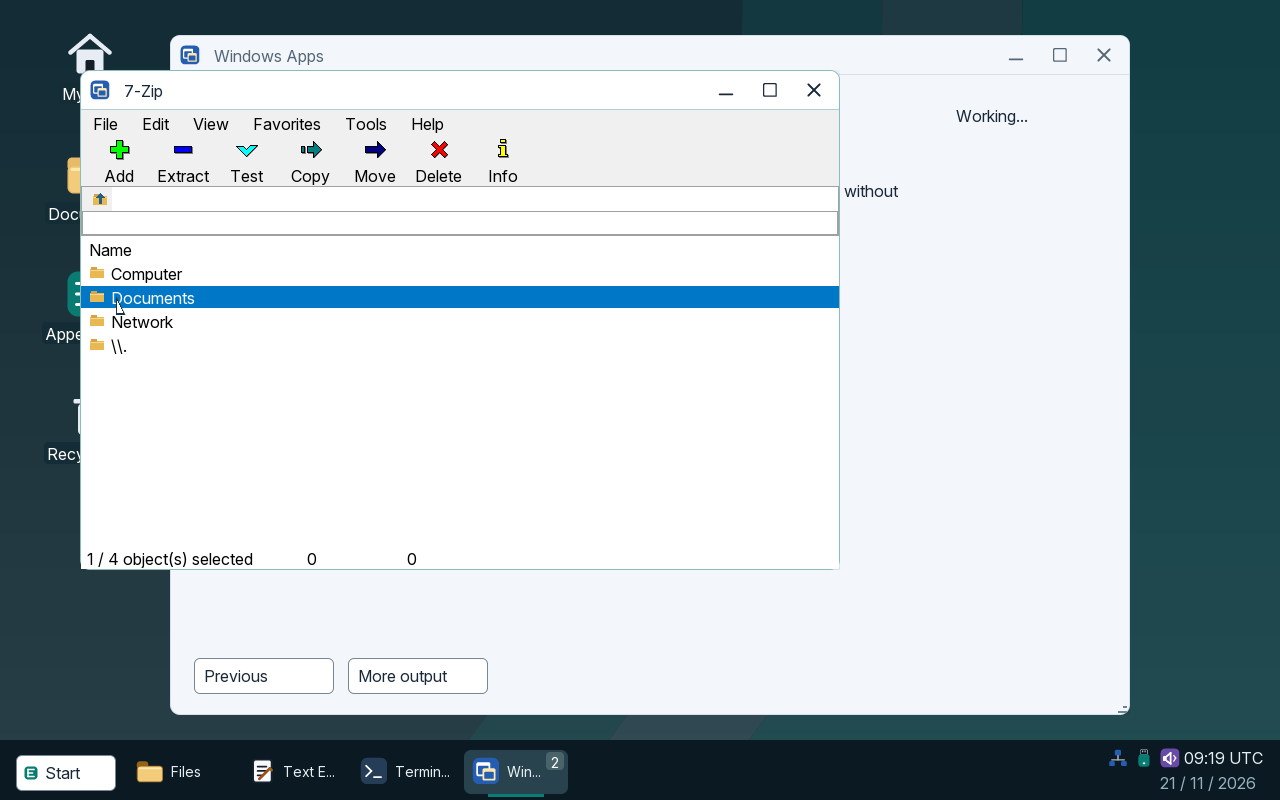 Windows Apps
Working...
without
7-Zip
File Edit View Favorites Tools Help
Add Extract Test Copy Move Delete Info
Name
Computer
Documents
Network
\\.
1 / 4 object(s) selected 0 0
Previous More output
Start Files Text E... Termin... Win... 2
09:19 UTC
21 / 11 / 2026